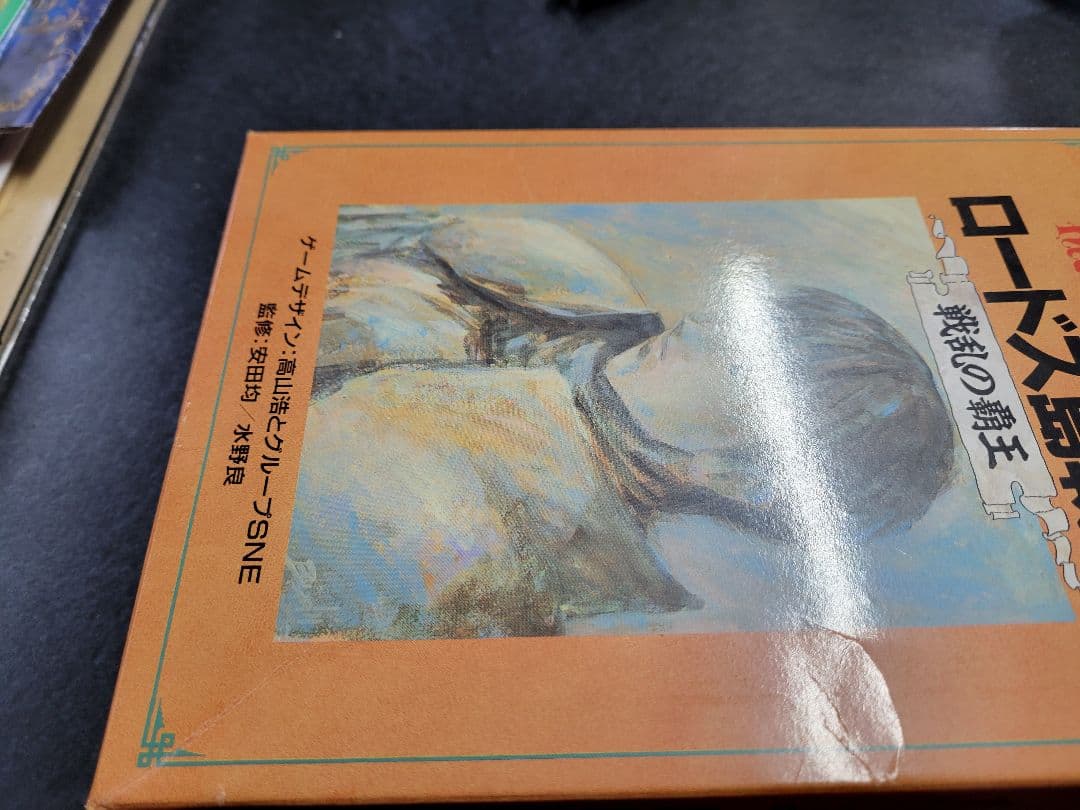 ロードス島
戦乱の覇王
ゲームデザイン:高山浩とグループSNE
監修:安田均／水野良